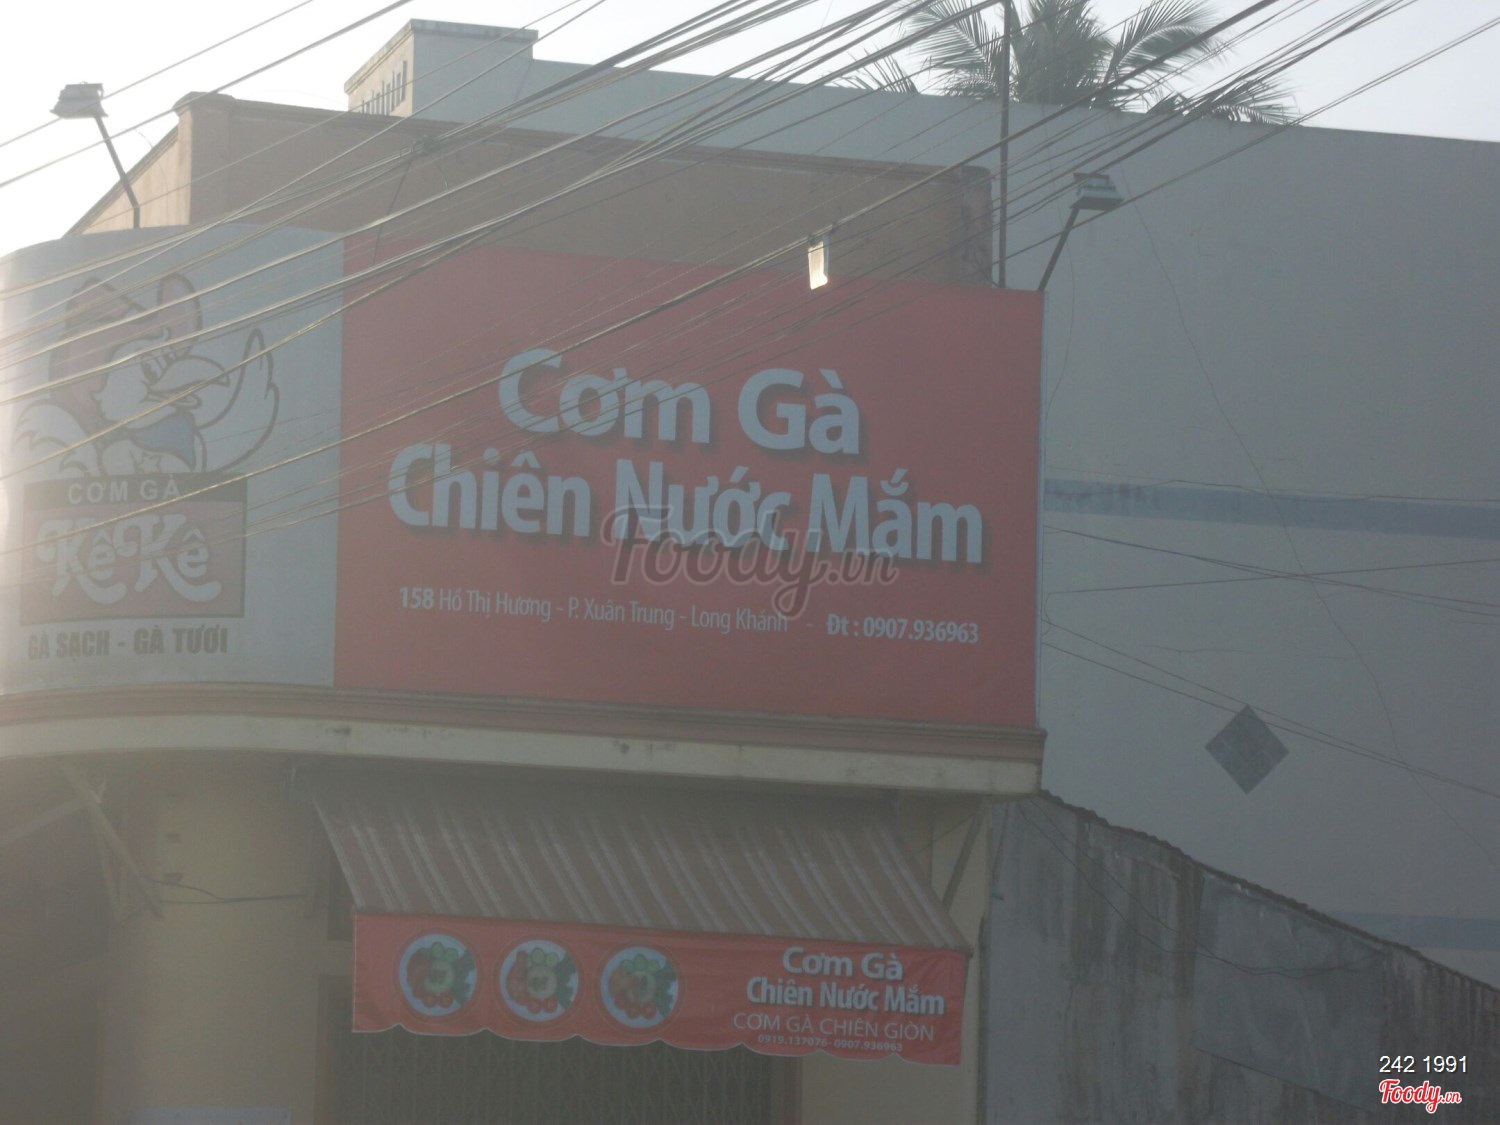 Cơm Gà
Chiên Nước Mắm
158 Hồ Thị Hương - P. Xuân Trung - Long Khánh - Đt : 0907.936963
CƠM GÀ
KêKê
GÀ SẠCH - GÀ TƯƠI
Foody.vn
Cơm Gà
Chiên Nước Mắm
CƠM GÀ CHIÊN GIÒN
0919.137076- 0907.936963
242 1991
Foody.vn